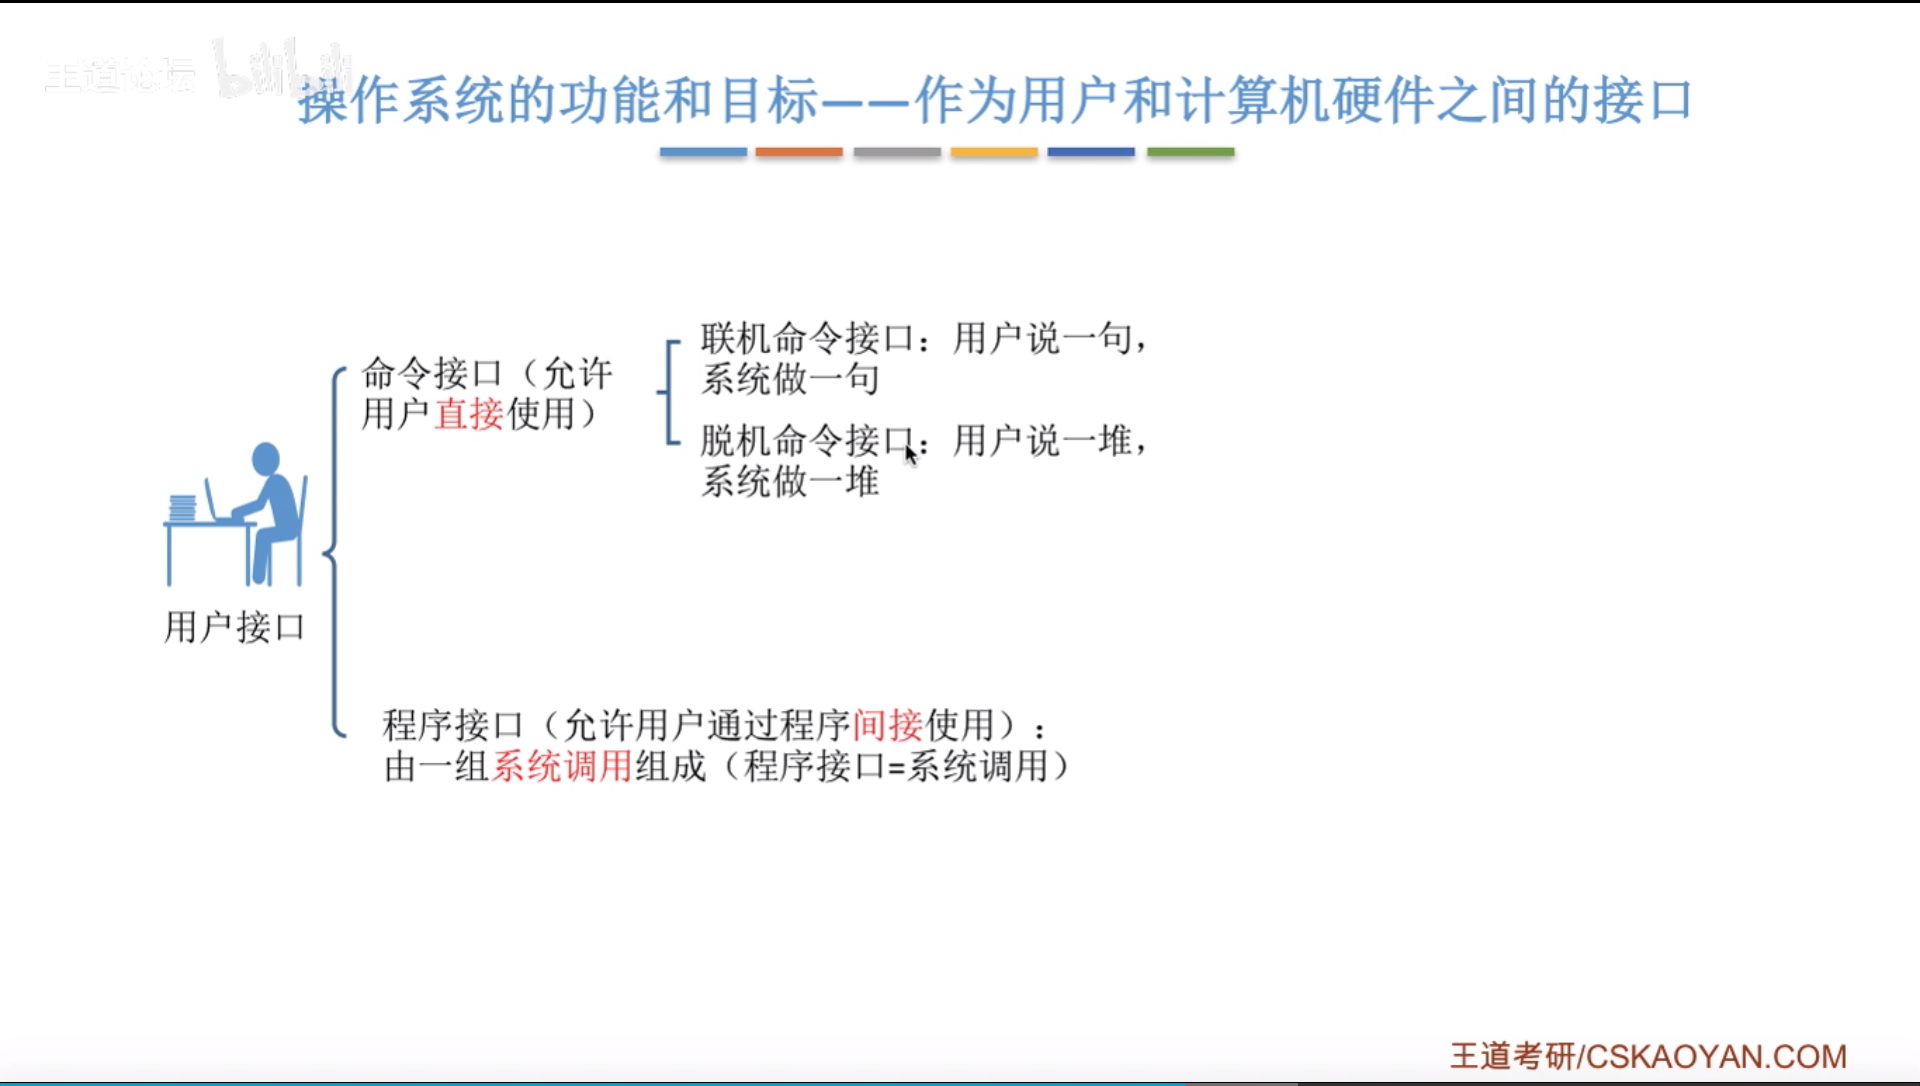 王道论坛 bilibili
操作系统的功能和目标——作为用户和计算机硬件之间的接口
联机命令接口：用户说一句，
系统做一句
命令接口（允许
用户直接使用）
脱机命令接口：用户说一堆，
系统做一堆
用户接口
程序接口（允许用户通过程序间接使用）：
由一组系统调用组成（程序接口=系统调用）
王道考研/CSKAOYAN.COM